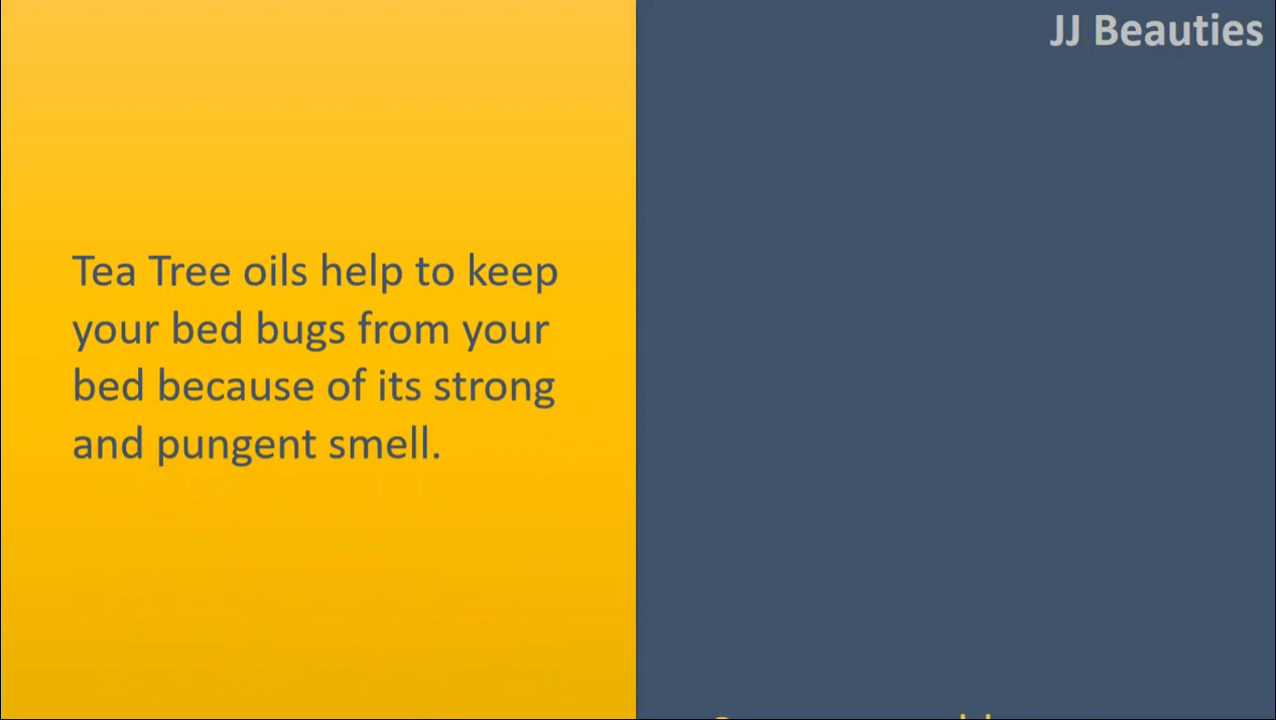 JJ Beauties
Tea Tree oils help to keep
your bed bugs from your
bed because of its strong
and pungent smell.